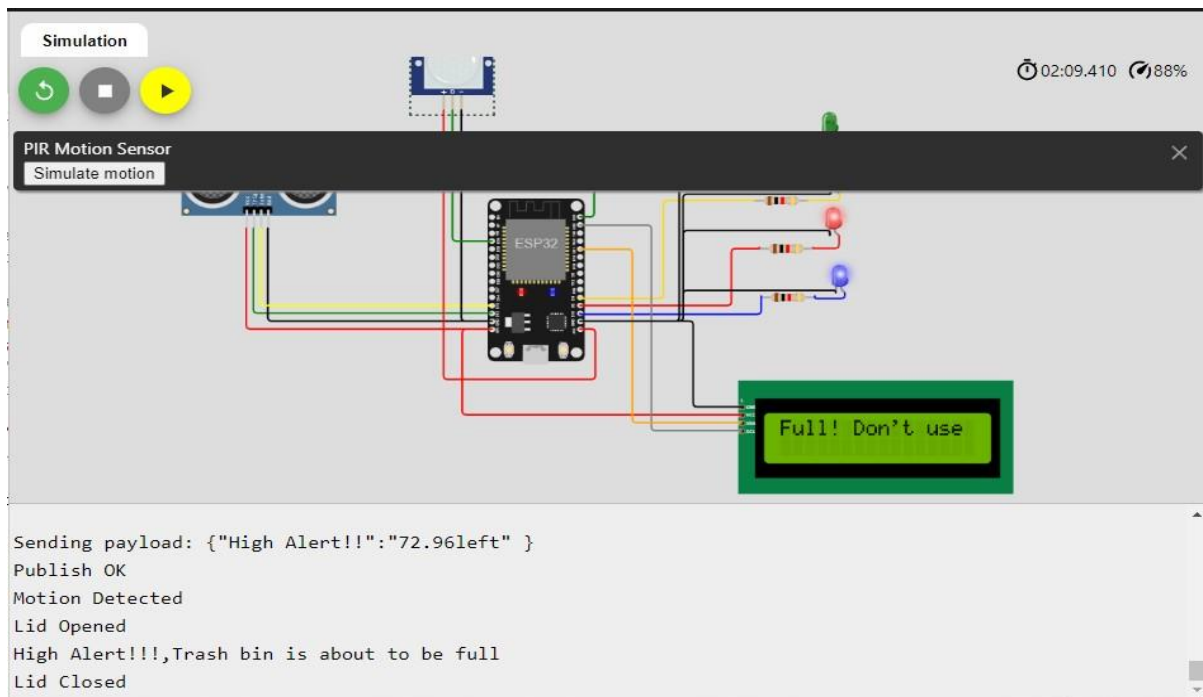 Simulation
02:09.410 88%
PIR Motion Sensor
Simulate motion
ESP32
Full! Don't use
Sending payload: {"High Alert!!":"72.96left" }
Publish OK
Motion Detected
Lid Opened
High Alert!!!,Trash bin is about to be full
Lid Closed